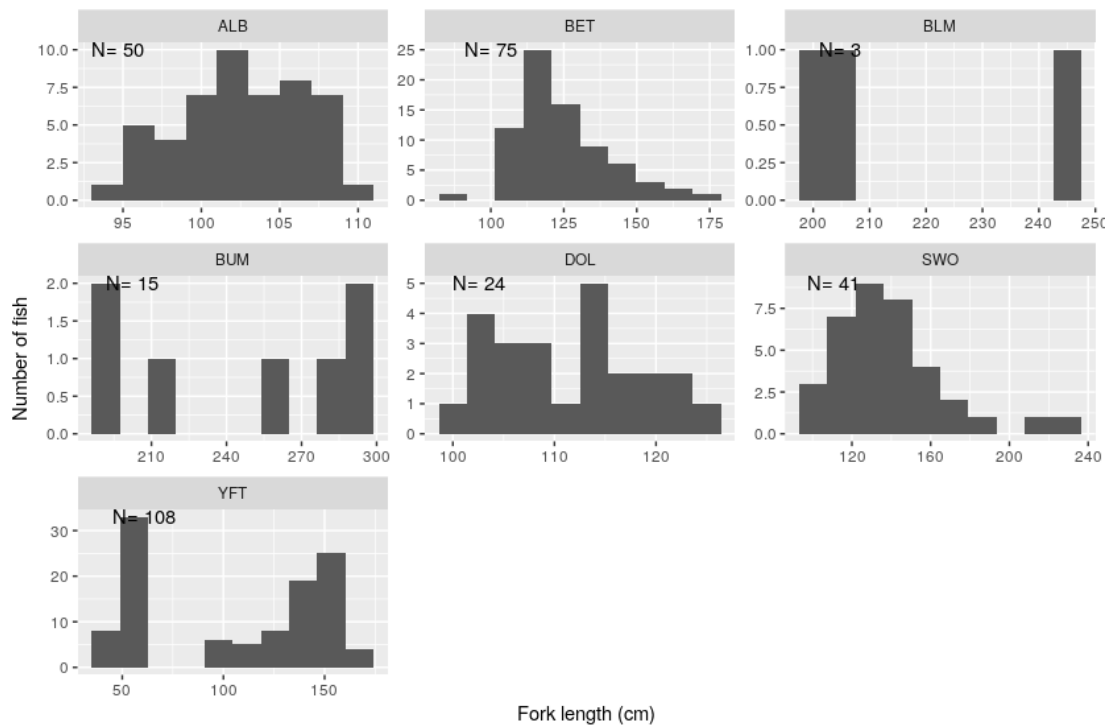 ALB
BET
BLM
N= 50
N= 75
N= 3
10.0
7.5
5.0
2.5
0.0
25
20
15
10
5
0
1.00
0.75
0.50
0.25
0.00
95 100 105 110
100 125 150 175
200 210 220 230 240 250
BUM
DOL
SWO
N= 15
N= 24
N= 41
2.0
1.5
1.0
0.5
0.0
5
4
3
2
1
0
7.5
5.0
2.5
0.0
210 240 270 300
100 110 120
120 160 200 240
YFT
N= 108
30
20
10
0
50 100 150
Number of fish
Fork length (cm)